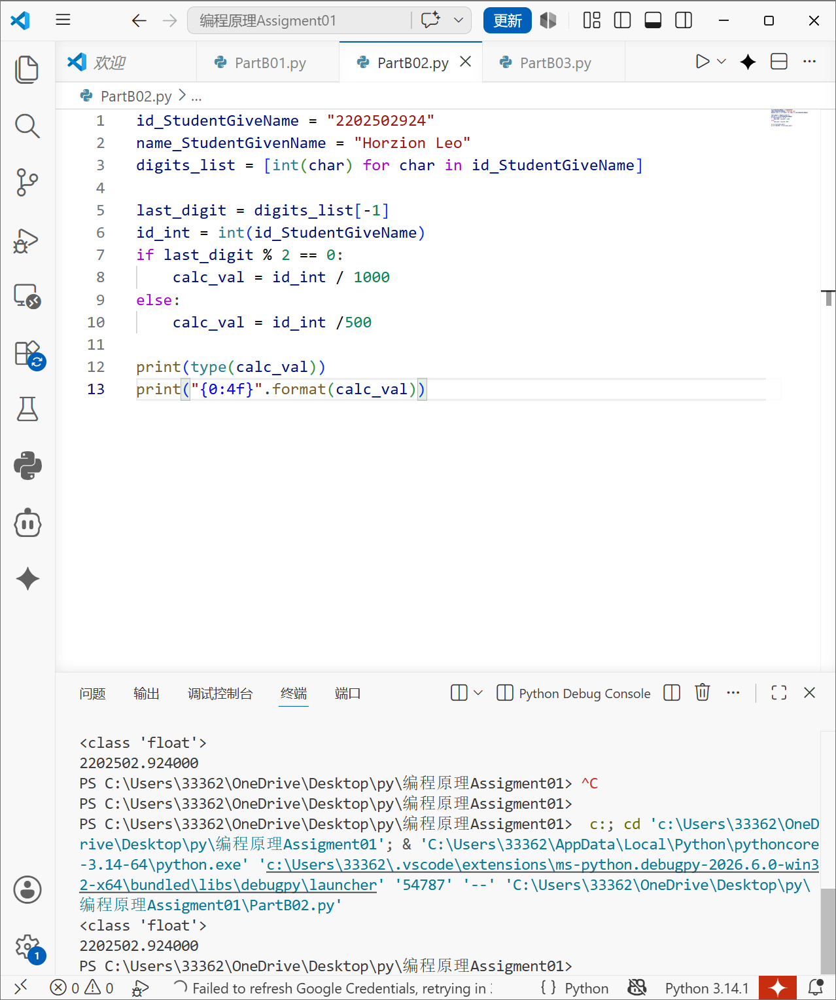 编程原理Assigment01
更新
欢迎
PartB01.py
PartB02.py
PartB03.py
PartB02.py > ...
1 id_StudentGiveName = "2202502924"
2 name_StudentGivenName = "Horzion Leo"
3 digits_list = [int(char) for char in id_StudentGiveName]
4
5 last_digit = digits_list[-1]
6 id_int = int(id_StudentGiveName)
7 if last_digit % 2 == 0:
8     calc_val = id_int / 1000
9 else:
10     calc_val = id_int /500
11
12 print(type(calc_val))
13 print("{0:4f}".format(calc_val))
问题 输出 调试控制台 终端 端口
Python Debug Console
<class 'float'>
2202502.924000
PS C:\Users\33362\OneDrive\Desktop\py\编程原理Assigment01> ^C
PS C:\Users\33362\OneDrive\Desktop\py\编程原理Assigment01>
PS C:\Users\33362\OneDrive\Desktop\py\编程原理Assigment01>  c:; cd 'c:\Users\33362\OneD
rive\Desktop\py\编程原理Assigment01'; & 'C:\Users\33362\AppData\Local\Python\pythoncore
-3.14-64\python.exe' 'c:\Users\33362\.vscode\extensions\ms-python.debugpy-2026.6.0-win3
2-x64\bundled\libs\debugpy\launcher' '54787' '--' 'C:\Users\33362\OneDrive\Desktop\py\
编程原理Assigment01\PartB02.py'
<class 'float'>
2202502.924000
PS C:\Users\33362\OneDrive\Desktop\py\编程原理Assigment01>
1
0 0 Failed to refresh Google Credentials, retrying in
{ } Python
Python 3.14.1